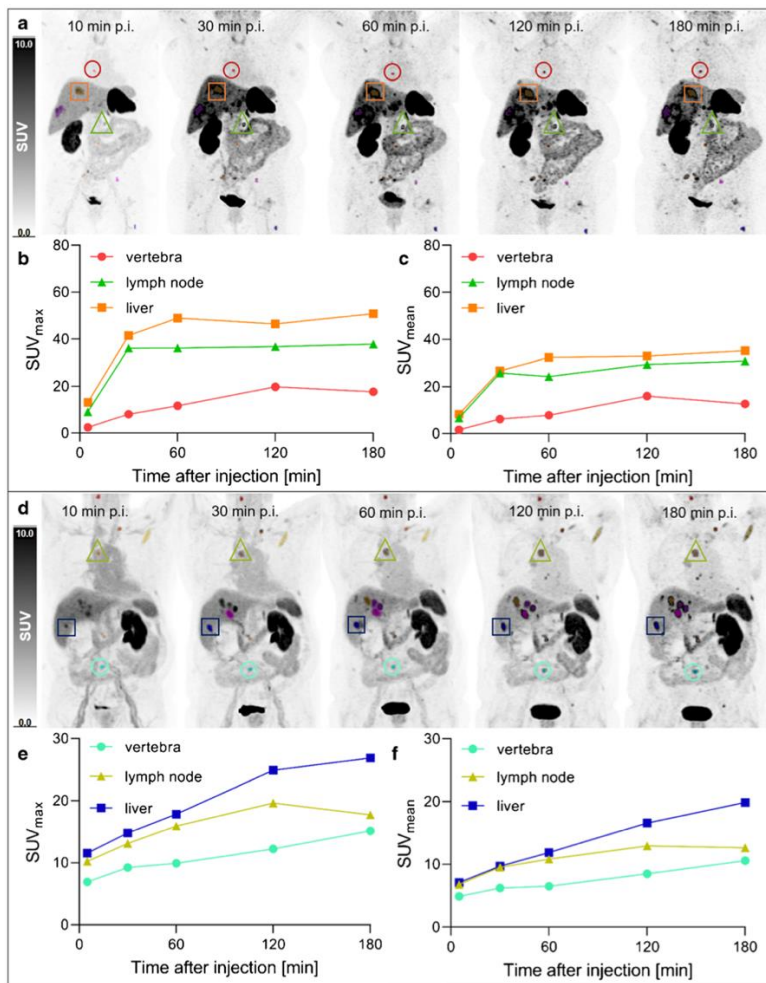 a
10 min p.i. 30 min p.i. 60 min p.i. 120 min p.i. 180 min p.i.
10.0
SUV
0.0
b
vertebra
lymph node
liver
80
60
40
20
0
SUVmax
0 60 120 180
Time after injection [min]
c
vertebra
lymph node
liver
80
60
40
20
0
SUVmean
0 60 120 180
Time after injection [min]
d
10 min p.i. 30 min p.i. 60 min p.i. 120 min p.i. 180 min p.i.
10.0
SUV
0.0
e
vertebra
lymph node
liver
30
20
10
0
SUVmax
0 60 120 180
Time after injection [min]
f
vertebra
lymph node
liver
30
20
10
0
SUVmean
0 60 120 180
Time after injection [min]